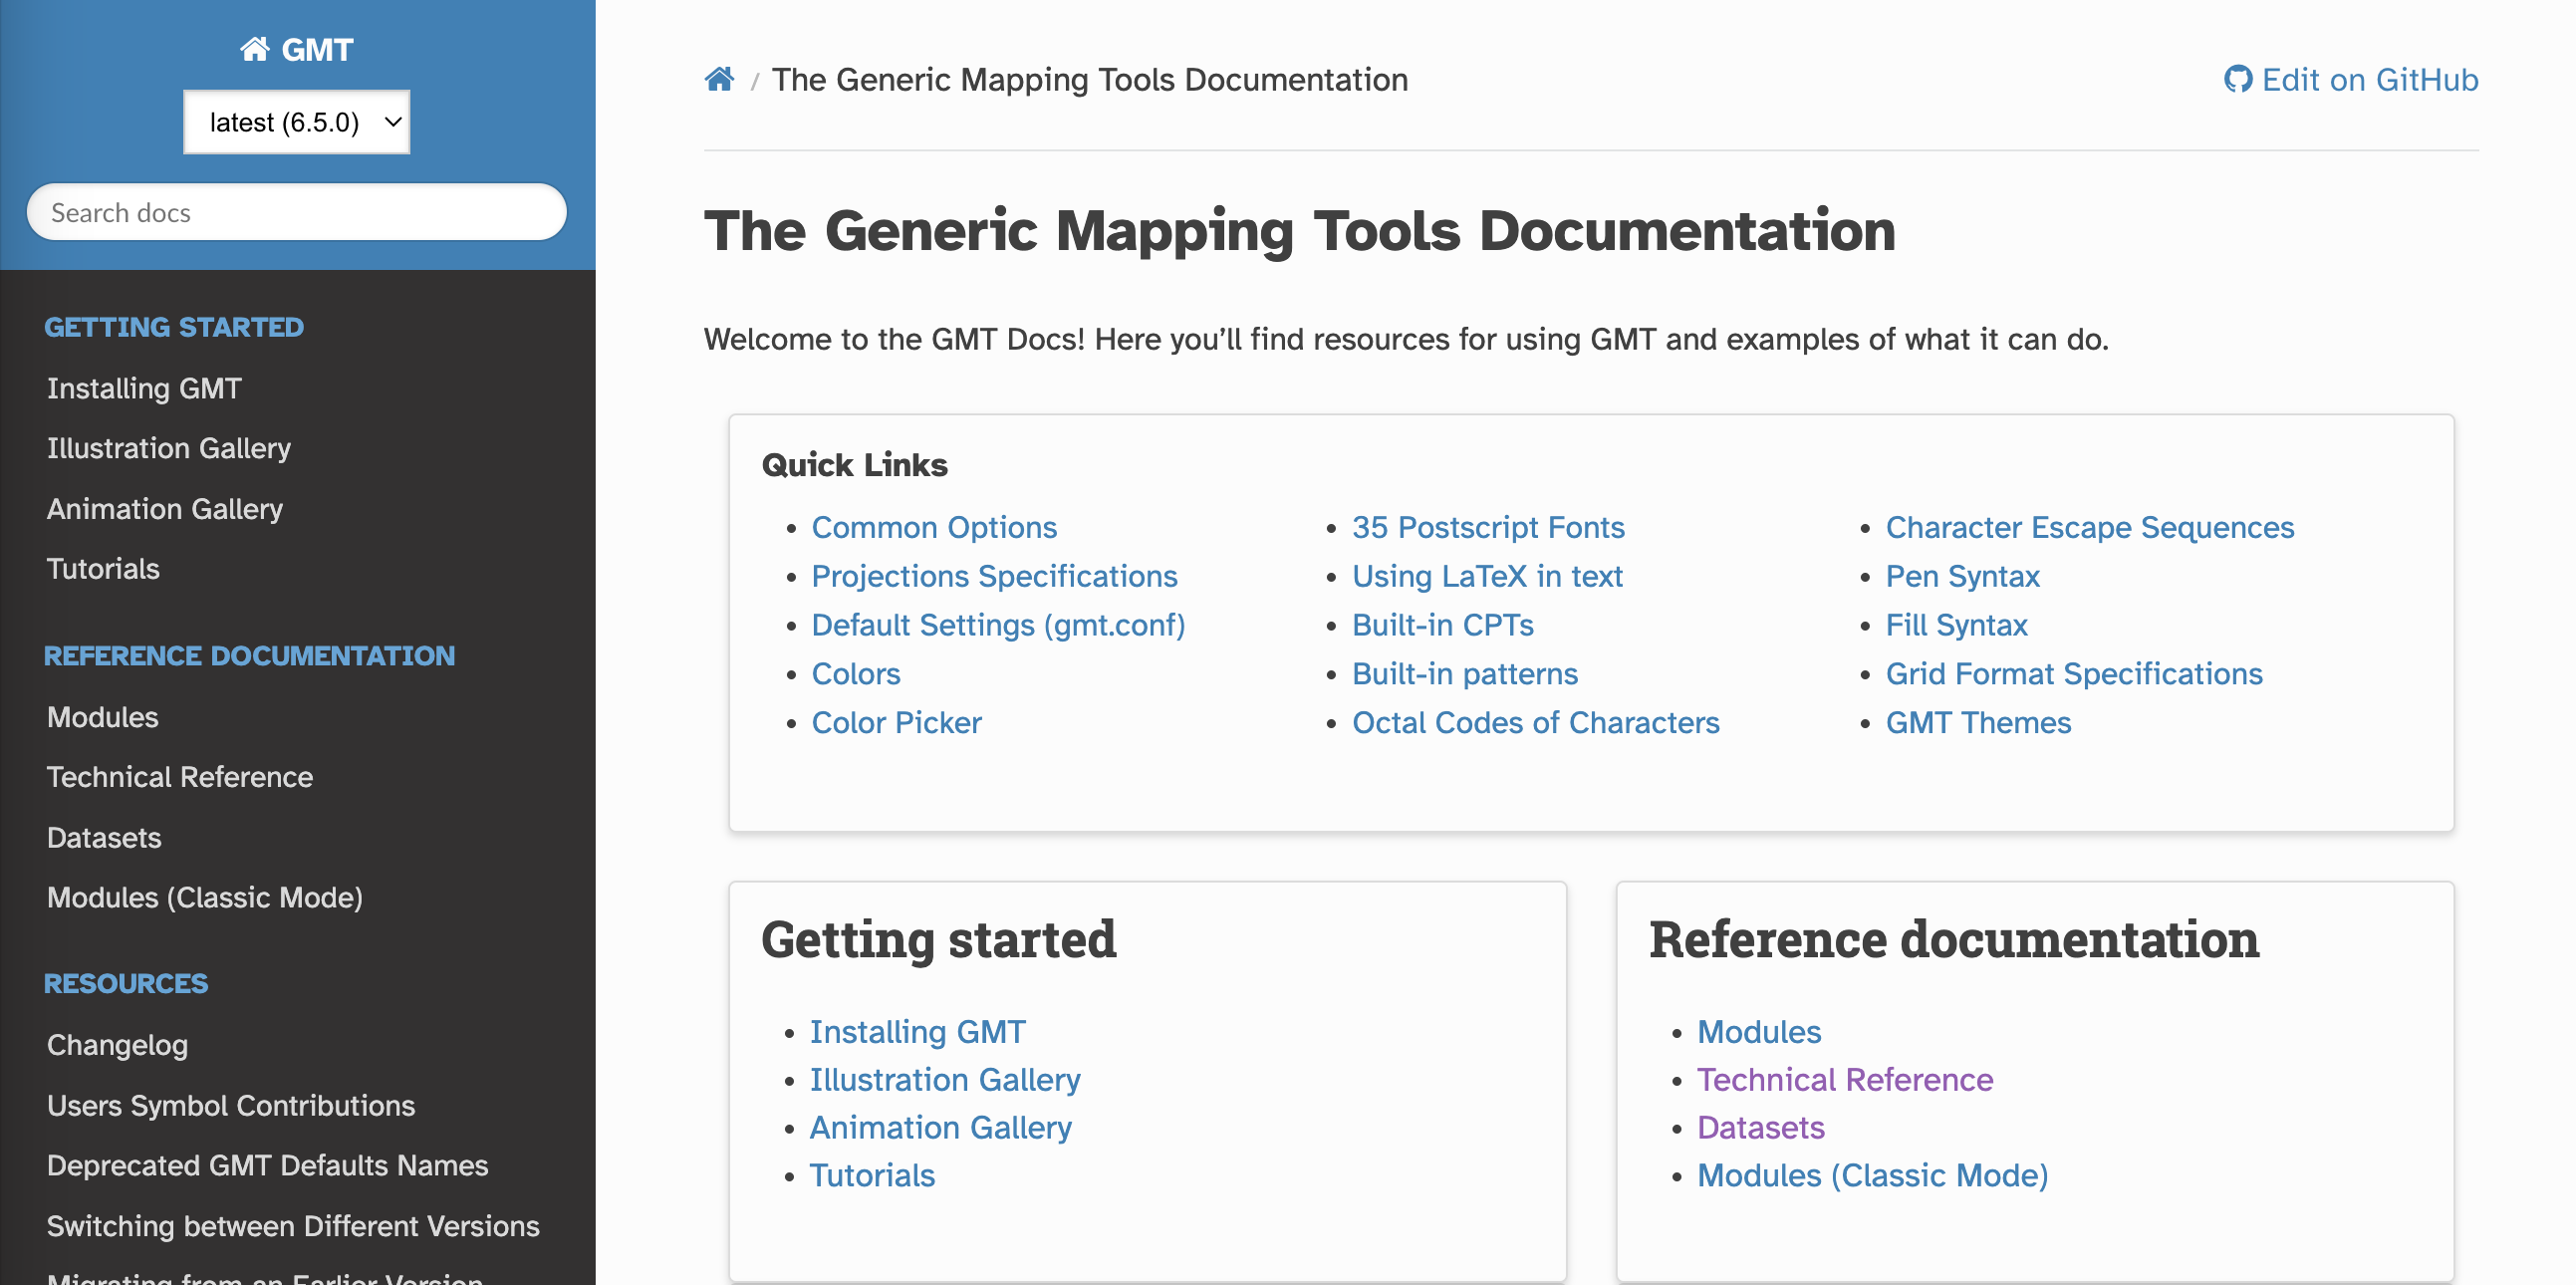 GMT
latest (6.5.0)
Search docs
GETTING STARTED
Installing GMT
Illustration Gallery
Animation Gallery
Tutorials
REFERENCE DOCUMENTATION
Modules
Technical Reference
Datasets
Modules (Classic Mode)
RESOURCES
Changelog
Users Symbol Contributions
Deprecated GMT Defaults Names
Switching between Different Versions
Migrating from an Earlier Version
/ The Generic Mapping Tools Documentation
Edit on GitHub
The Generic Mapping Tools Documentation
Welcome to the GMT Docs! Here you’ll find resources for using GMT and examples of what it can do.
Quick Links
• Common Options
• Projections Specifications
• Default Settings (gmt.conf)
• Colors
• Color Picker
• 35 Postscript Fonts
• Using LaTeX in text
• Built-in CPTs
• Built-in patterns
• Octal Codes of Characters
• Character Escape Sequences
• Pen Syntax
• Fill Syntax
• Grid Format Specifications
• GMT Themes
Getting started
• Installing GMT
• Illustration Gallery
• Animation Gallery
• Tutorials
Reference documentation
• Modules
• Technical Reference
• Datasets
• Modules (Classic Mode)